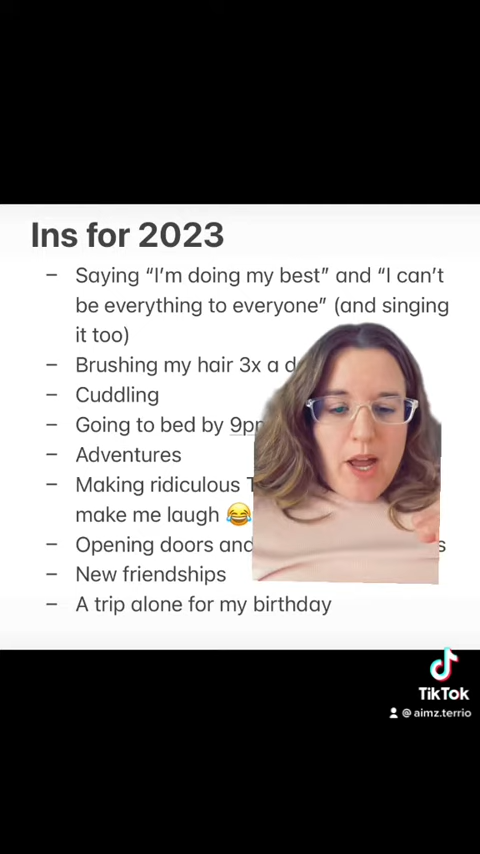 Ins for 2023
– Saying “I’m doing my best” and “I can’t
be everything to everyone” (and singing
it too)
– Brushing my hair 3x a
– Cuddling
– Going to bed by
– Adventures
– Making ridiculous
make me laugh 😂
– Opening doors and
– New friendships
– A trip alone for my birthday
TikTok
@ aimz.terrio